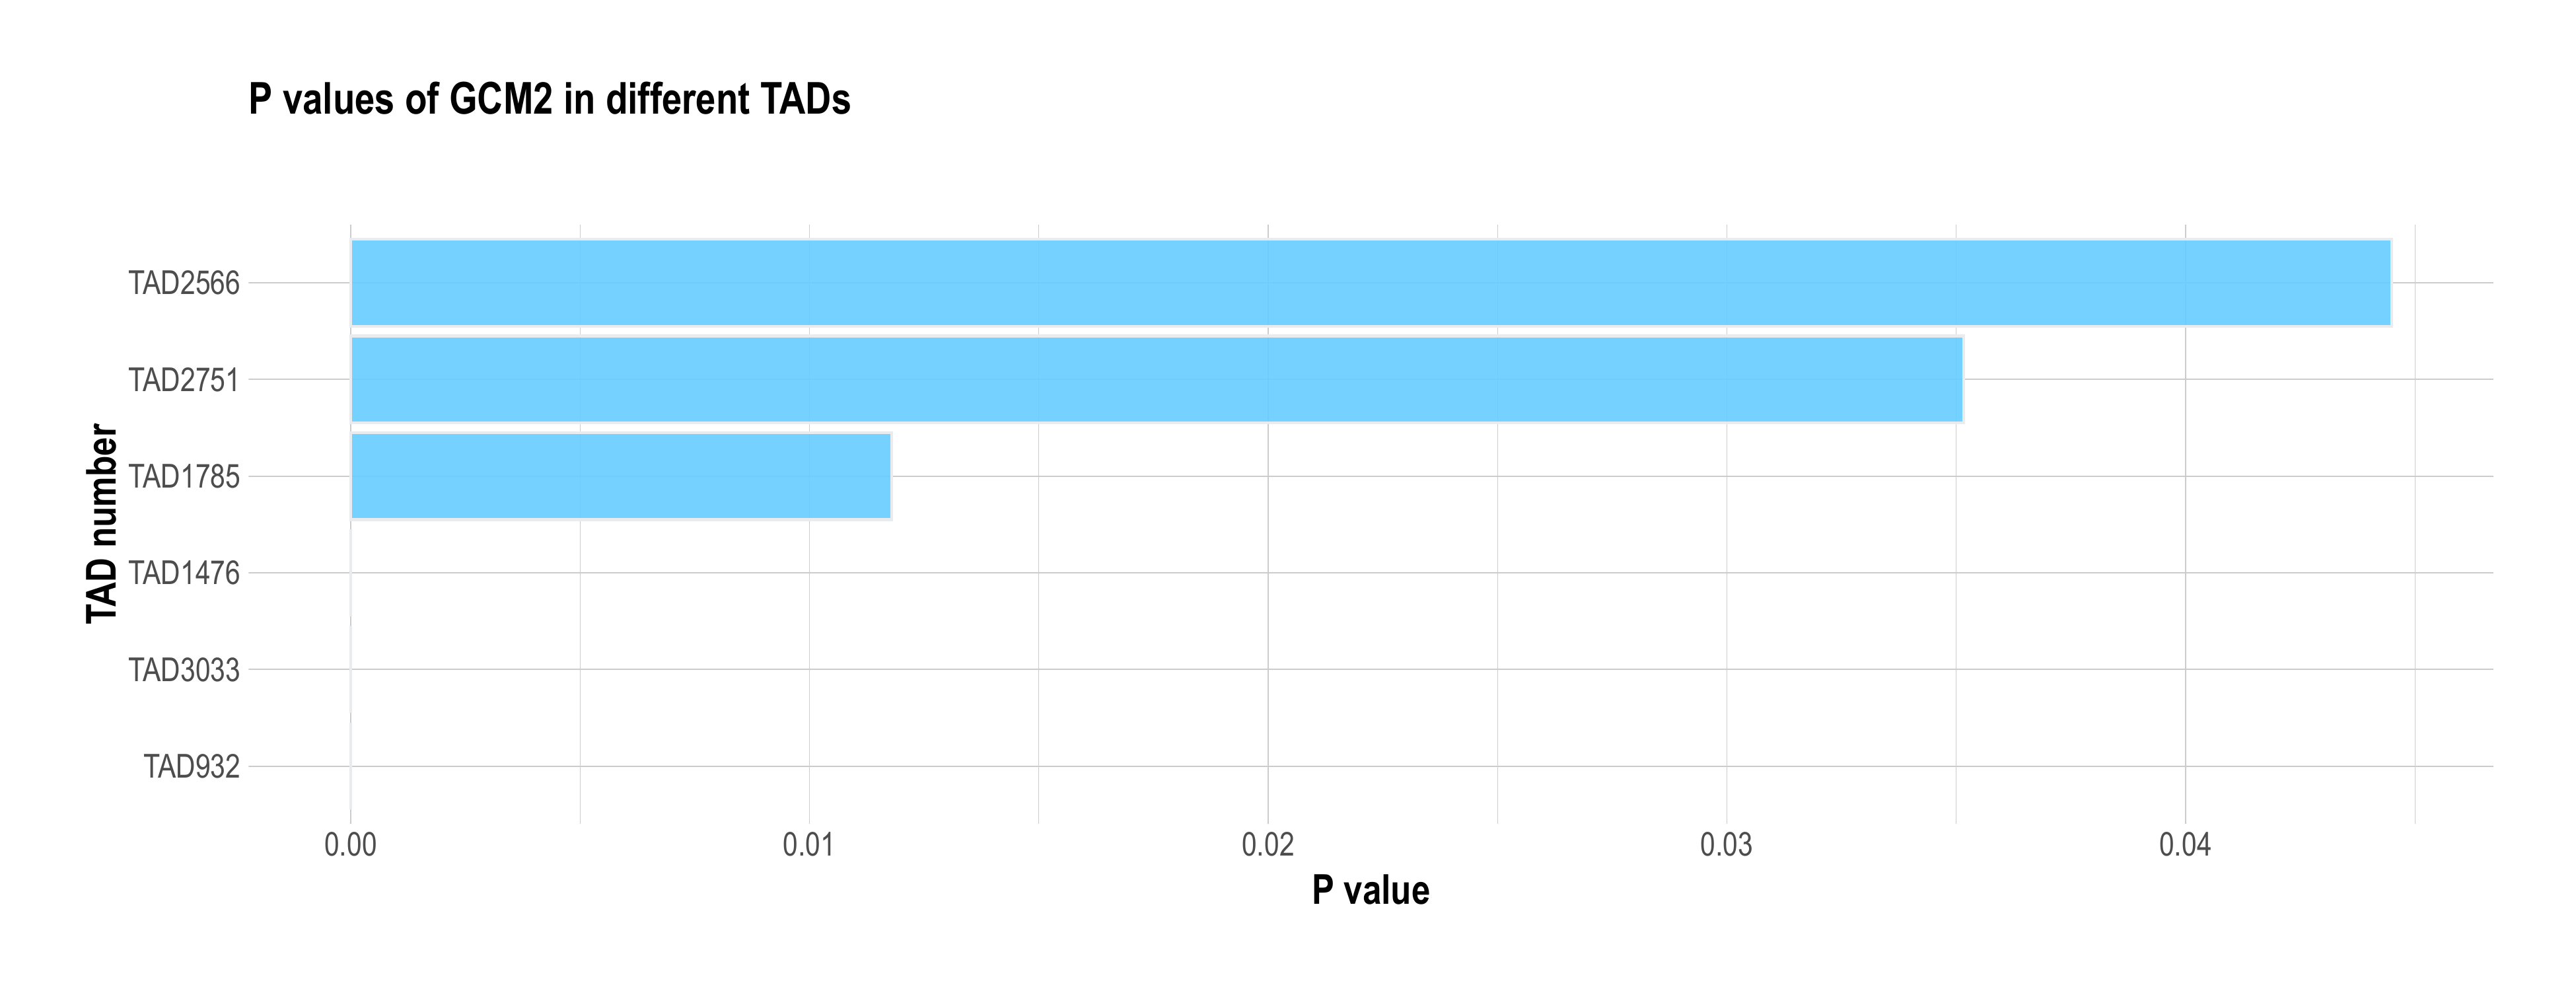 P values of GCM2 in different TADs
TAD number
TAD2566
TAD2751
TAD1785
TAD1476
TAD3033
TAD932
0.00 0.01 0.02 0.03 0.04
P value